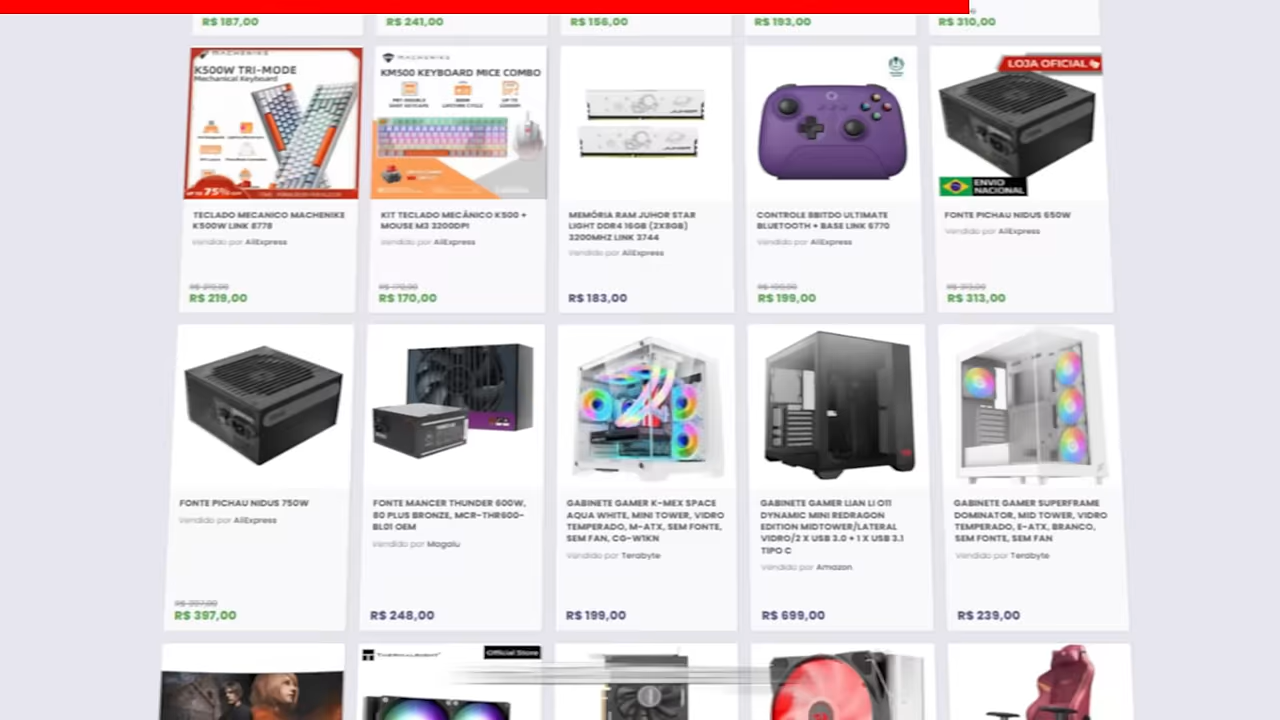 R$ 187,00
R$ 241,00
R$ 156,00
R$ 193,00
R$ 310,00
MACHENIKE
K500W TRI-MODE
Mechanical Keyboard
UP TO 75%
MACHENIKE
KM500 KEYBOARD MICE COMBO
LOJA OFICIAL
ENVIO
NACIONAL
TECLADO MECANICO MACHENIKE
K500W LINK 8778
Vendido por AliExpress
R$ 219,00
R$ 219,00
KIT TECLADO MECÂNICO K500 +
MOUSE M3 3200DPI
Vendido por AliExpress
R$ 170,00
R$ 170,00
JUHOR
JUHOR
MEMÓRIA RAM JUHOR STAR
LIGHT DDR4 16GB (2X8GB)
3200MHZ LINK 3744
Vendido por AliExpress
R$ 183,00
CONTROLE 8BITDO ULTIMATE
BLUETOOTH + BASE LINK 6770
Vendido por AliExpress
R$ 199,00
R$ 199,00
FONTE PICHAU NIDUS 650W
Vendido por AliExpress
R$ 313,00
R$ 313,00
FONTE PICHAU NIDUS 750W
Vendido por AliExpress
R$ 397,00
R$ 397,00
FONTE MANCER THUNDER 600W,
80 PLUS BRONZE, MCR-THR600-
BL01 OEM
Vendido por Magalu
R$ 248,00
GABINETE GAMER K-MEX SPACE
AQUA WHITE, MINI TOWER, VIDRO
TEMPERADO, M-ATX, SEM FONTE,
SEM FAN, CG-W1KN
Vendido por Terabyte
R$ 199,00
GABINETE GAMER LIAN LI O11
DYNAMIC MINI REDRAGON
EDITION MIDTOWER/LATERAL
VIDRO/2 X USB 3.0 + 1 X USB 3.1
TIPO C
Vendido por Amazon
R$ 699,00
GABINETE GAMER SUPERFRAME
DOMINATOR, MID TOWER, VIDRO
TEMPERADO, E-ATX, BRANCO,
SEM FONTE, SEM FAN
Vendido por Terabyte
R$ 239,00
THERMALRIGHT
Official Store